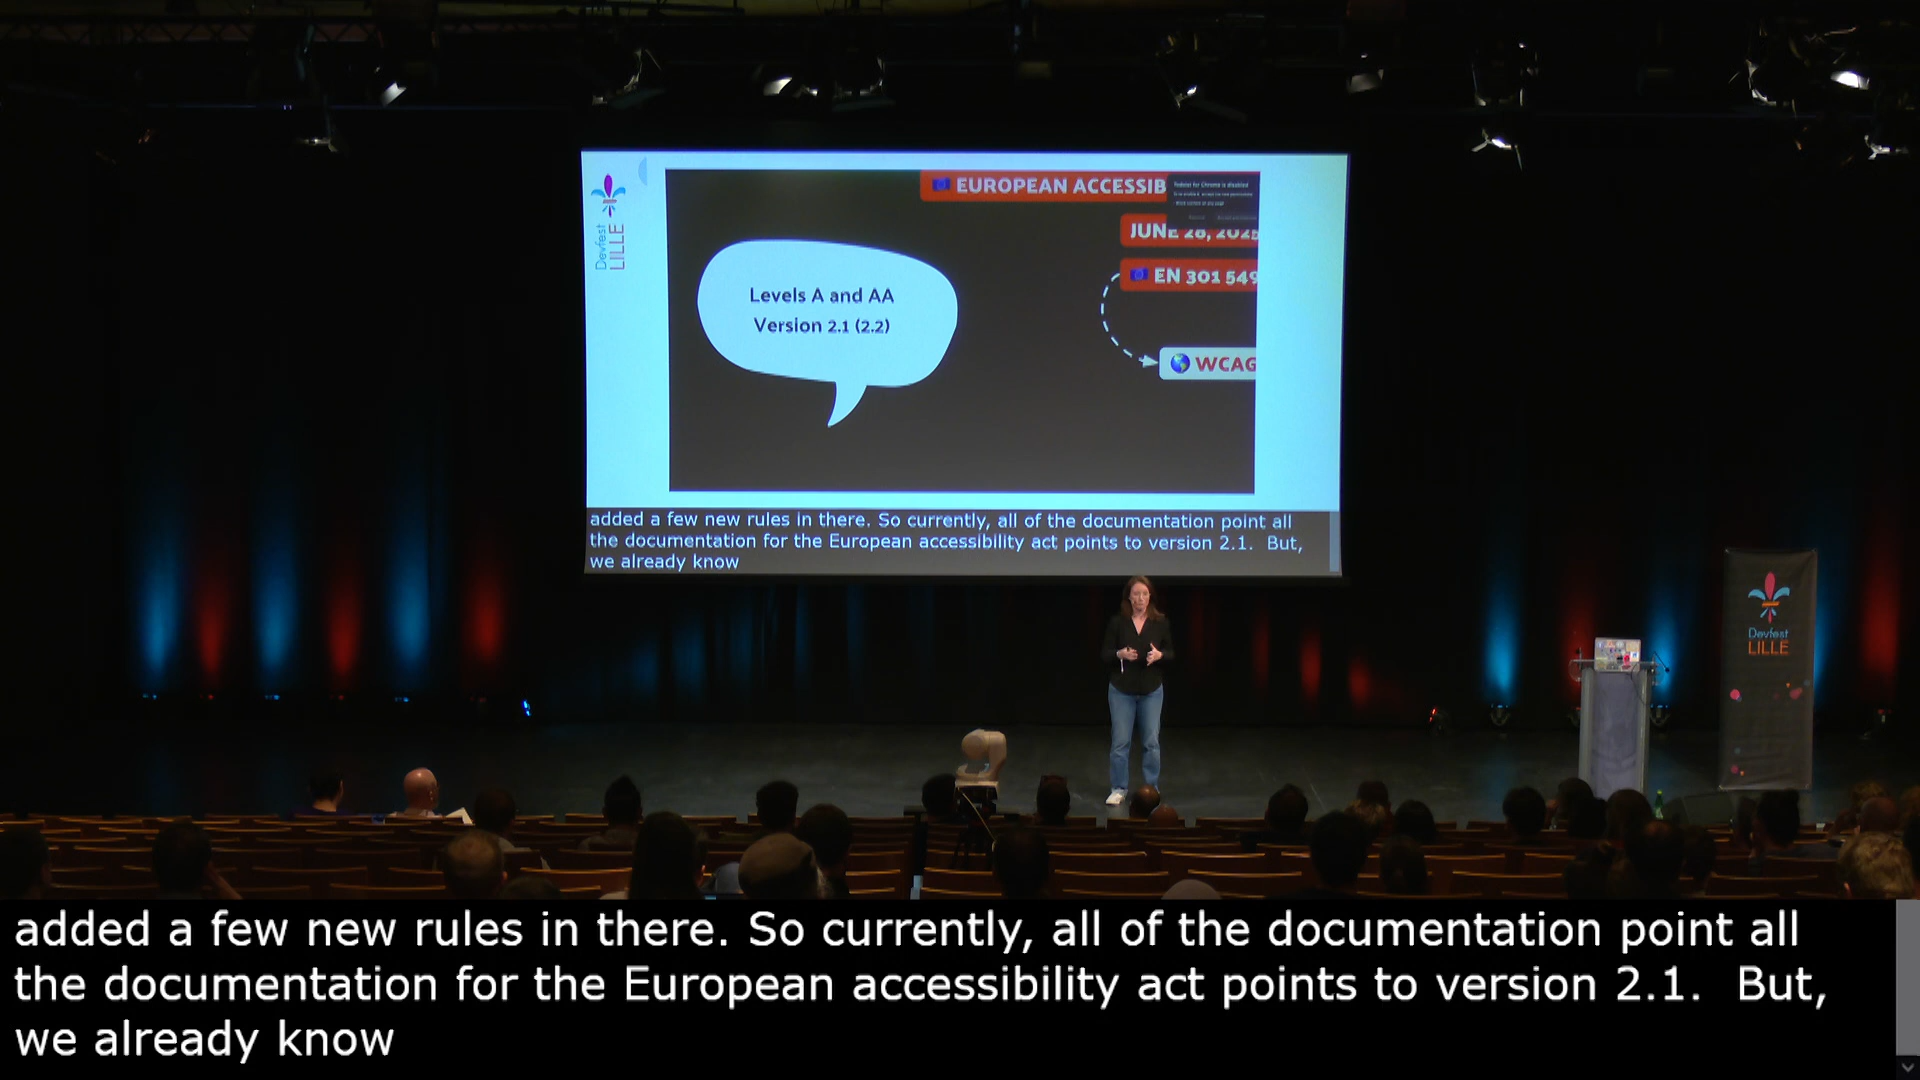 Devfest
LILLE
EUROPEAN ACCESSIB
JUNE 28, 2025
EN 301 549
WCAG
Levels A and AA
Version 2.1 (2.2)
added a few new rules in there. So currently, all of the documentation point all
the documentation for the European accessibility act points to version 2.1.  But,
we already know
Devfest
LILLE
added a few new rules in there. So currently, all of the documentation point all
the documentation for the European accessibility act points to version 2.1.  But,
we already know